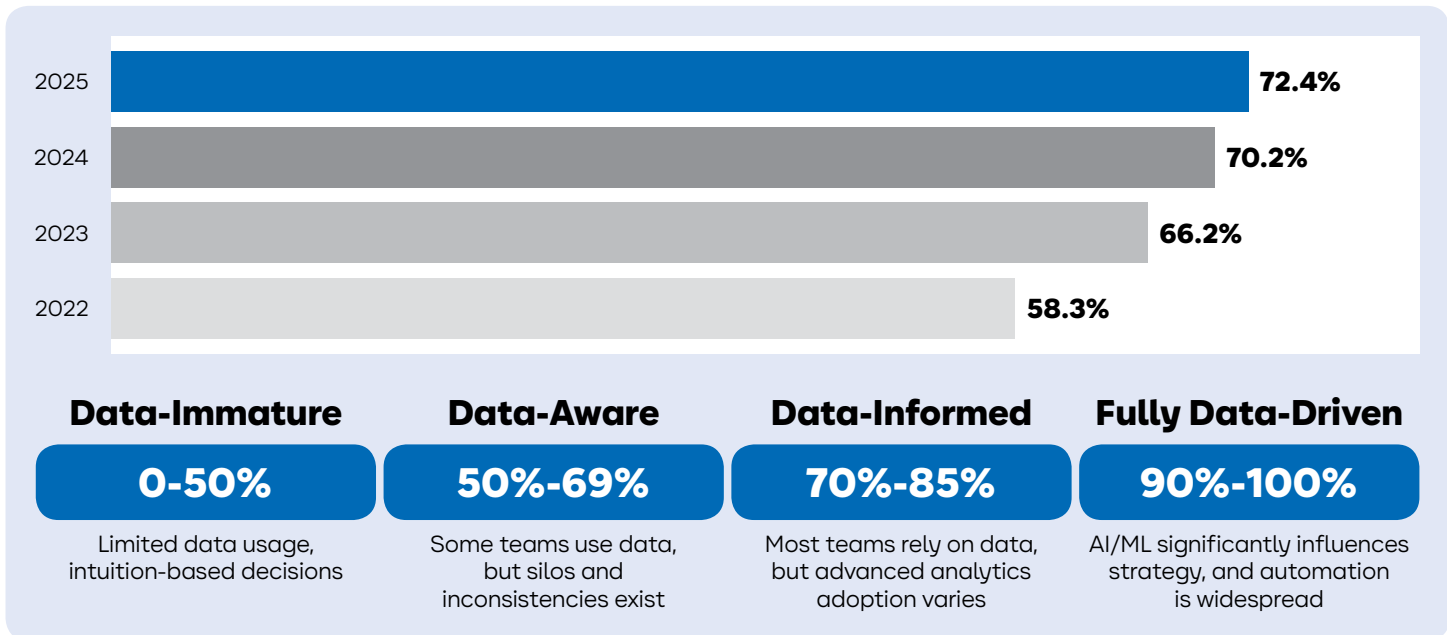 2025
72.4%
2024
70.2%
2023
66.2%
2022
58.3%
Data-Immature
0-50%
Limited data usage,
intuition-based decisions
Data-Aware
50%-69%
Some teams use data,
but silos and
inconsistencies exist
Data-Informed
70%-85%
Most teams rely on data,
but advanced analytics
adoption varies
Fully Data-Driven
90%-100%
AI/ML significantly influences
strategy, and automation
is widespread